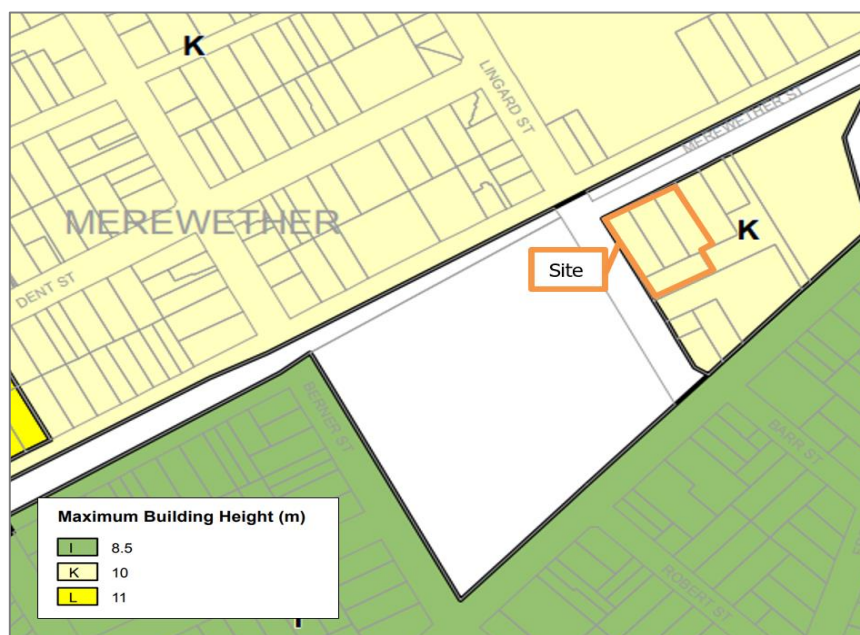 K
LINGARD ST
MEREWETHER ST
MEREWETHER
K
Site
DENT ST
BERNER ST
BARR ST
ROBERT ST
Maximum Building Height (m)
I 8.5
K 10
L 11